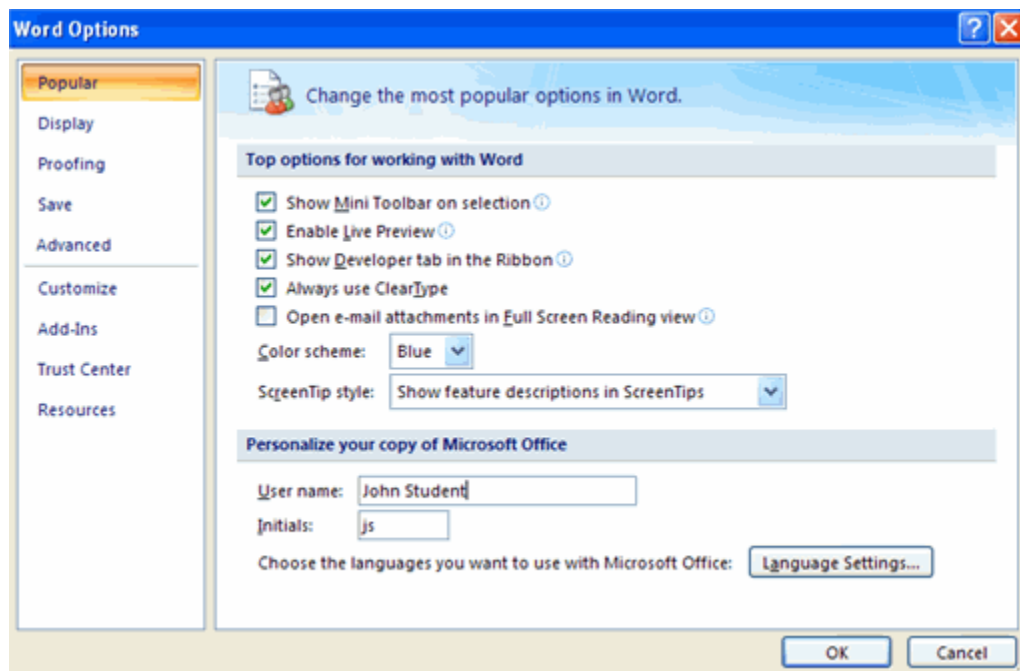 Word Options
Popular
Display
Proofing
Save
Advanced
Customize
Add-Ins
Trust Center
Resources
Change the most popular options in Word.
Top options for working with Word
Show Mini Toolbar on selection
Enable Live Preview
Show Developer tab in the Ribbon
Always use ClearType
Open e-mail attachments in Full Screen Reading view
Color scheme: Blue
ScreenTip style: Show feature descriptions in ScreenTips
Personalize your copy of Microsoft Office
User name: John Student
Initials: js
Choose the languages you want to use with Microsoft Office: Language Settings...
OK Cancel